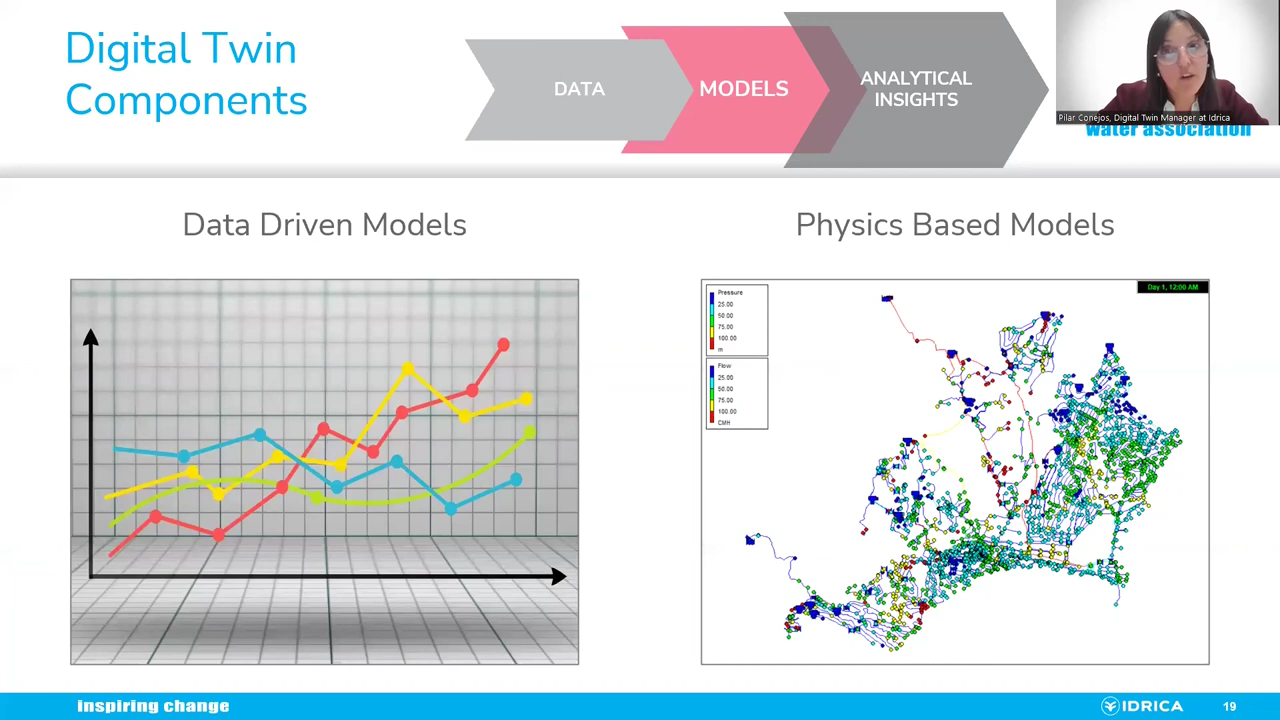 Digital Twin
Components
DATA
MODELS
ANALYTICAL
INSIGHTS
Pilar Conejos, Digital Twin Manager at Idrica
water association
Data Driven Models
Physics Based Models
Pressure
25.00
50.00
75.00
100.00
m
Flow
25.00
50.00
75.00
100.00
CMH
Day 1, 12:00 AM
inspiring change
IDRICA
19